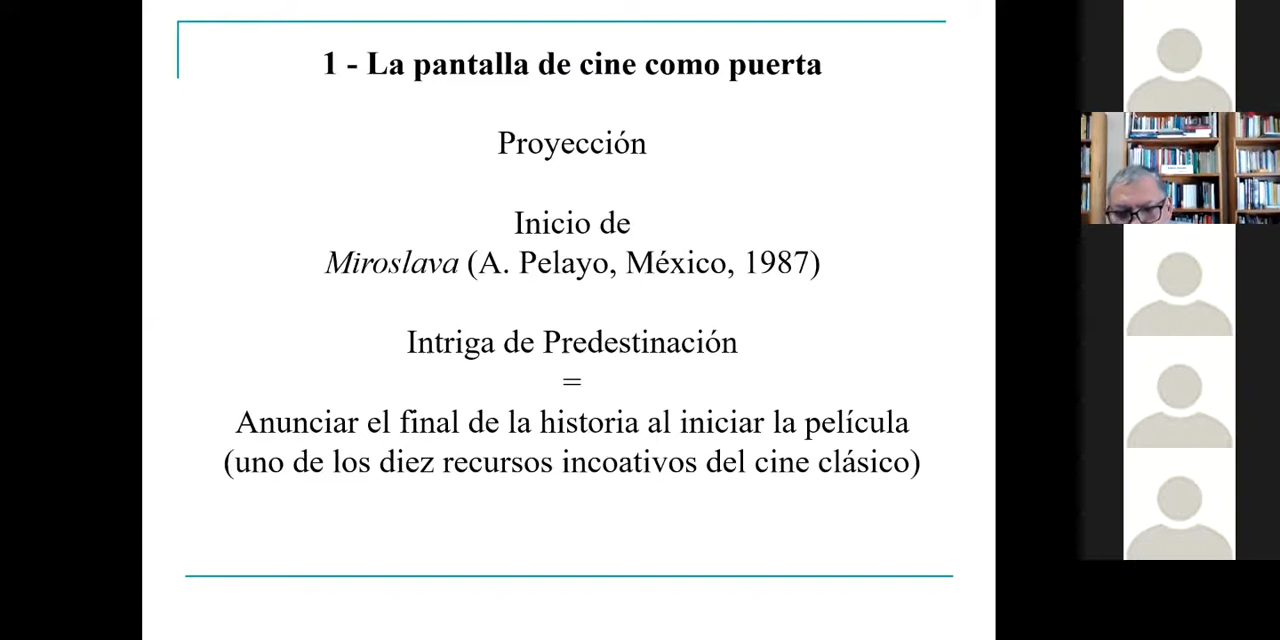 1 - La pantalla de cine como puerta
Proyección
Inicio de
Miroslava (A. Pelayo, México, 1987)
Intriga de Predestinación
=
Anunciar el final de la historia al iniciar la película
(uno de los diez recursos incoativos del cine clásico)